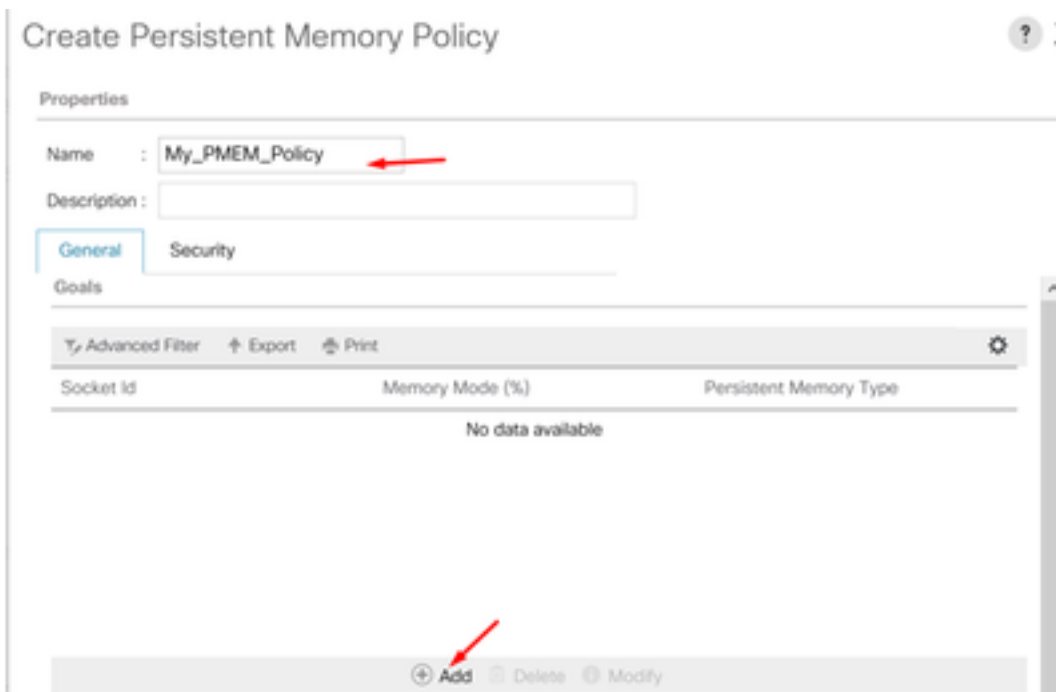 Create Persistent Memory Policy ?
Properties
Name : My_PMEM_Policy
Description :
General Security
Goals
Advanced Filter Export Print
Socket Id Memory Mode (%) Persistent Memory Type
No data available
Add Delete Modify